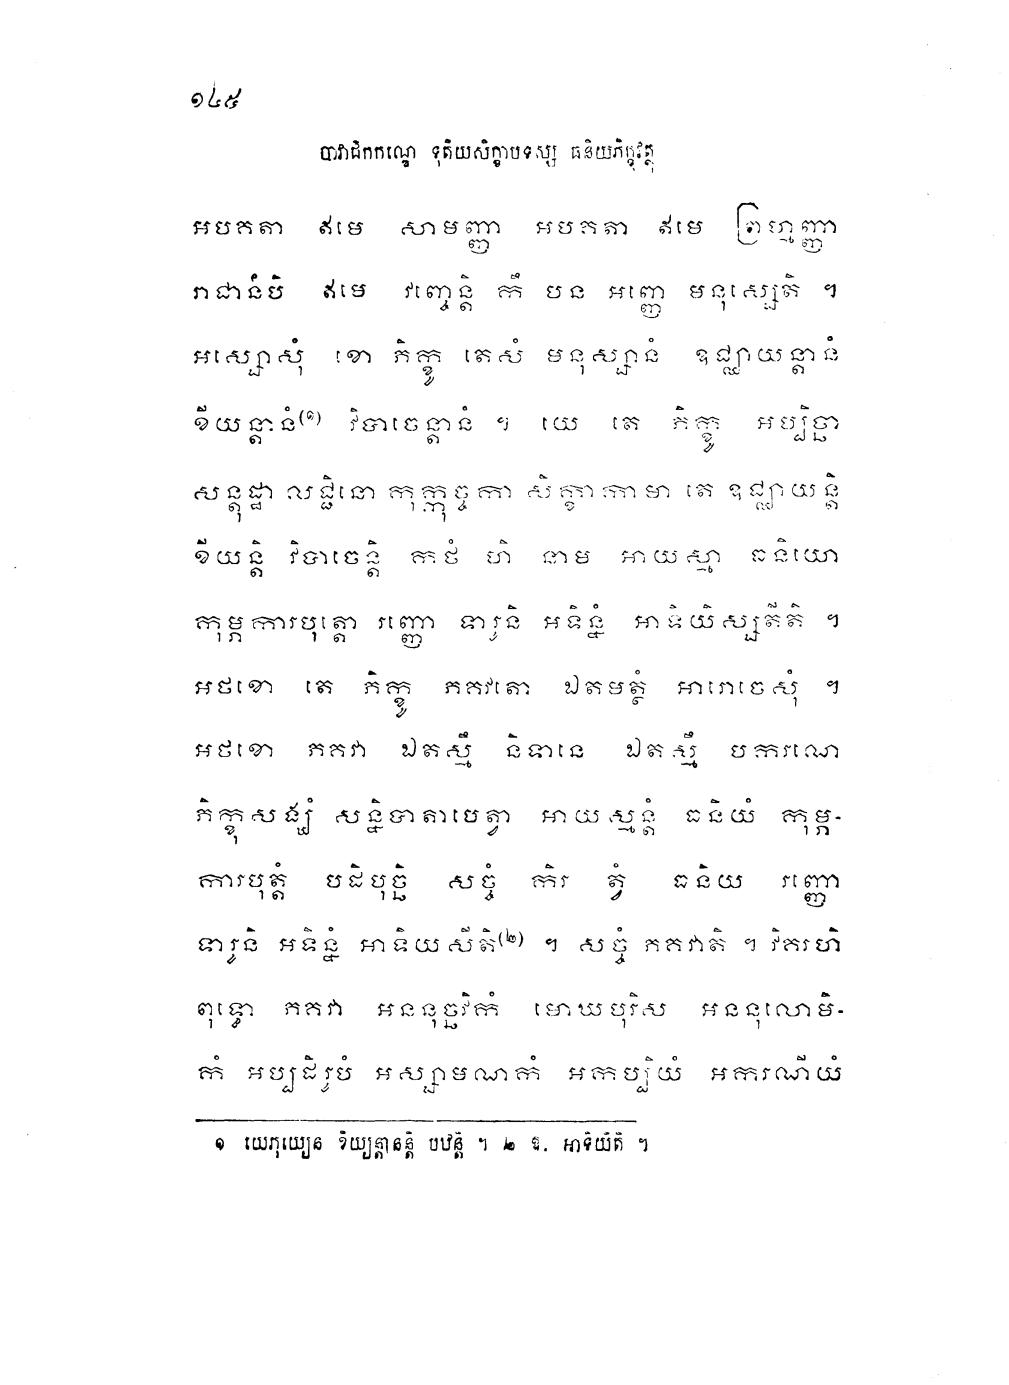 ១៤៥
បារាជិកកណ្ឌេ ទុតិយសិក្ខាបទស្ស ធនិយភិក្ខុវត្ថុ
អបគតា ឥមេ សាមញ្ញា អបគតា ឥមេ ព្រហ្មញ្ញា
រាជានំបិ ឥមេ វញ្ចេន្តិ កឹ បន អញ្ញេ មនុស្សេតិ ។
អស្សោសុំ ខោ ភិក្ខូ តេសំ មនុស្សានំ ឧជ្ឈាយន្តានំ
ខីយន្តានំ(១) វិបាចេន្តានំ ។ យេ តេ ភិក្ខូ អប្បិច្ឆា
សន្តុដ្ឋា លជ្ជិនោ កុក្កុច្ចកា សិក្ខាកាមា តេ ឧជ្ឈាយន្តិ
ខីយន្តិ វិបាចេន្តិ កថំ ហិ នាម អាយស្មា ធនិយោ
កុម្ភការបុត្តោ រញ្ញោ ទារូនិ អទិន្នំ អាទិយិស្សតីតិ ។
អថខោ តេ ភិក្ខូ ភគវតោ ឯតមត្ថំ អារោចេសុំ ។
អថខោ ភគវា ឯតស្មឹ និទានេ ឯតស្មឹ បករណេ
ភិក្ខុសង្ឃំ សន្និបាតាបេត្វា អាយស្មន្តំ ធនិយំ កុម្ភ-
ការបុត្តំ បដិបុច្ឆិ សច្ចំ កិរ ត្វំ ធនិយ រញ្ញោ
ទារូនិ អទិន្នំ អាទិយសីតិ(២) ។ សច្ចំ ភគវាតិ ។ វិគរហិ
ពុទ្ធោ ភគវា អននុច្ឆវិកំ មោឃបុរិស អននុលោមិ-
កំ អប្បដិរូបំ អស្សាមណកំ អកប្បិយំ អករណីយំ
១ យេភុយ្យេន ខិយ្យន្តានន្តិ បឋន្តិ ។ ២ ឱ. អាទិយីតិ ។